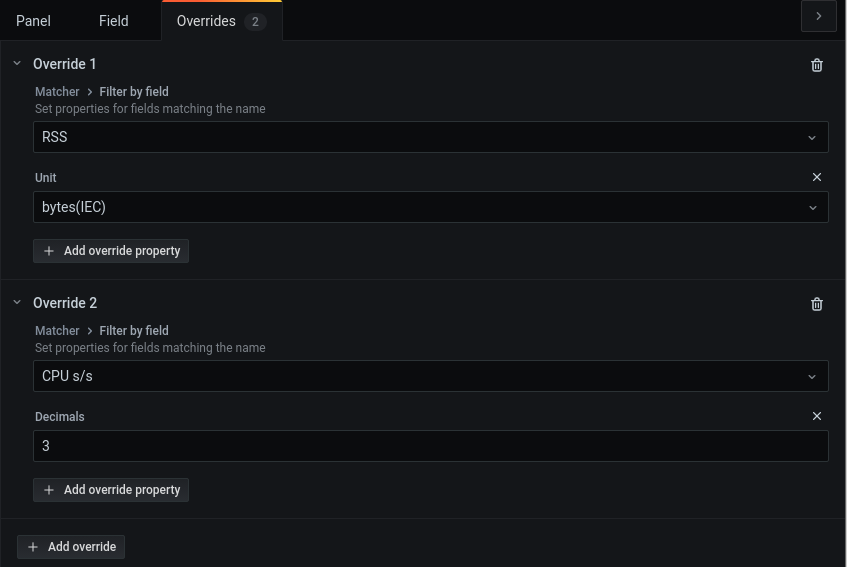 Panel Field Overrides 2
Override 1
Matcher > Filter by field
Set properties for fields matching the name
RSS
Unit
bytes(IEC)
Add override property
Override 2
Matcher > Filter by field
Set properties for fields matching the name
CPU s/s
Decimals
3
Add override property
Add override